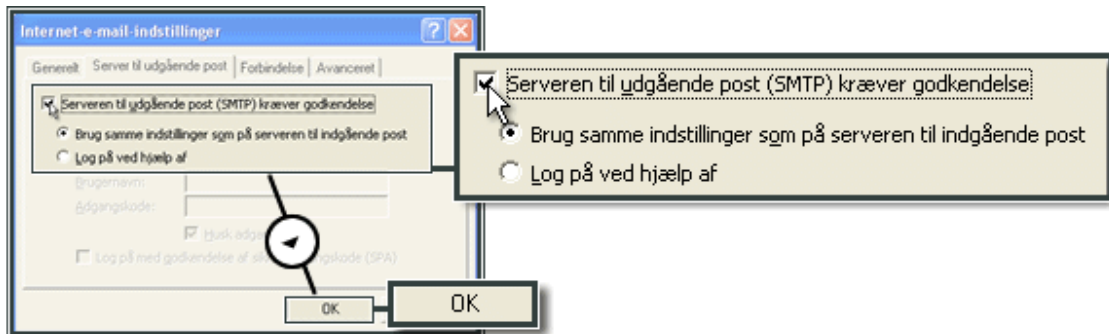 Internet-e-mail-indstillinger
Generelt Server til udgående post Forbindelse Avanceret
Serveren til udgående post (SMTP) kræver godkendelse
Brug samme indstillinger som på serveren til indgående post
Log på ved hjælp af
Brugernavn:
Adgangskode:
Husk
Log på med godkendelse af (SPA)
OK
Serveren til udgående post (SMTP) kræver godkendelse
Brug samme indstillinger som på serveren til indgående post
Log på ved hjælp af
OK